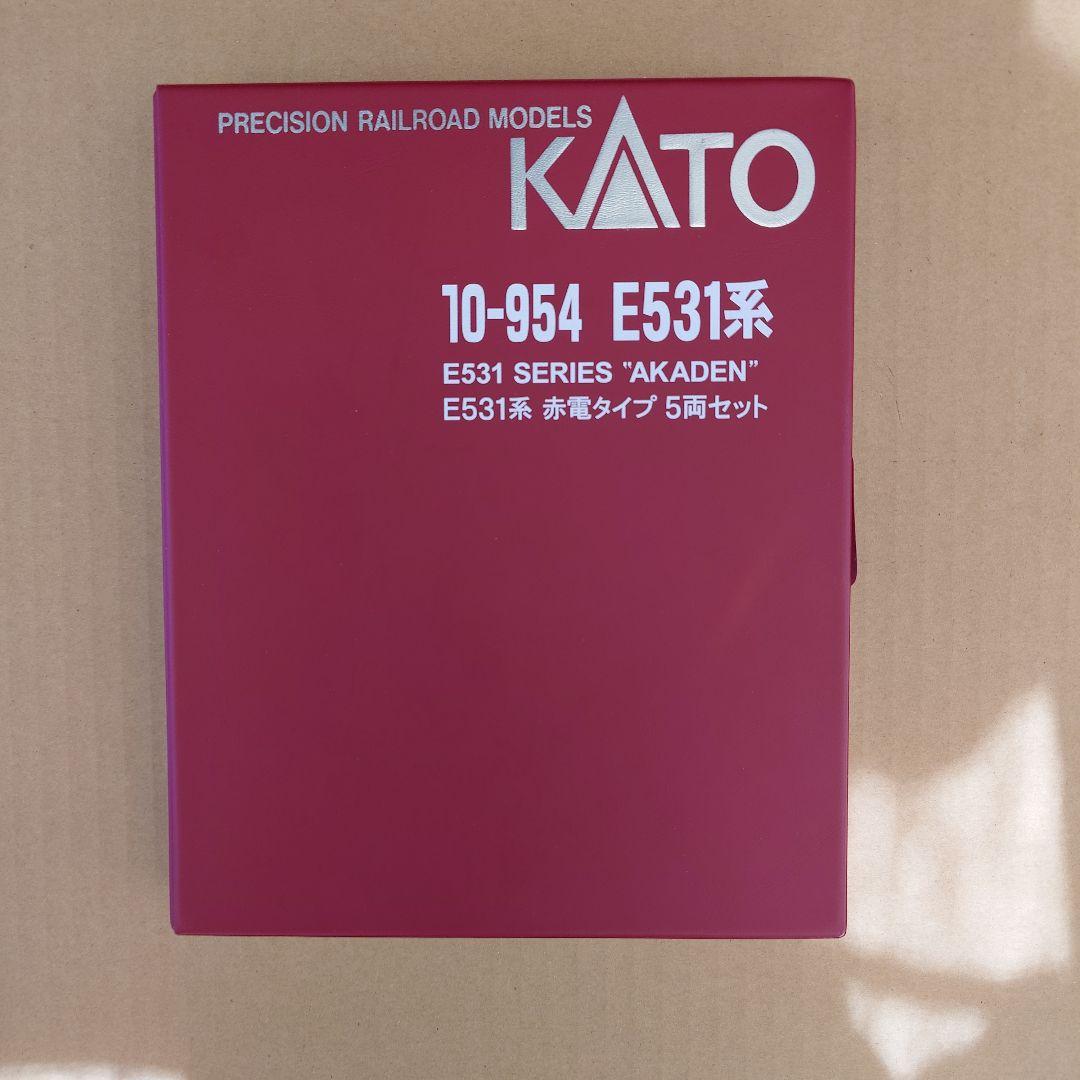 PRECISION RAILROAD MODELS
KATO
10-954 E531系
E531 SERIES "AKADEN"
E531系 赤電タイプ 5両セット